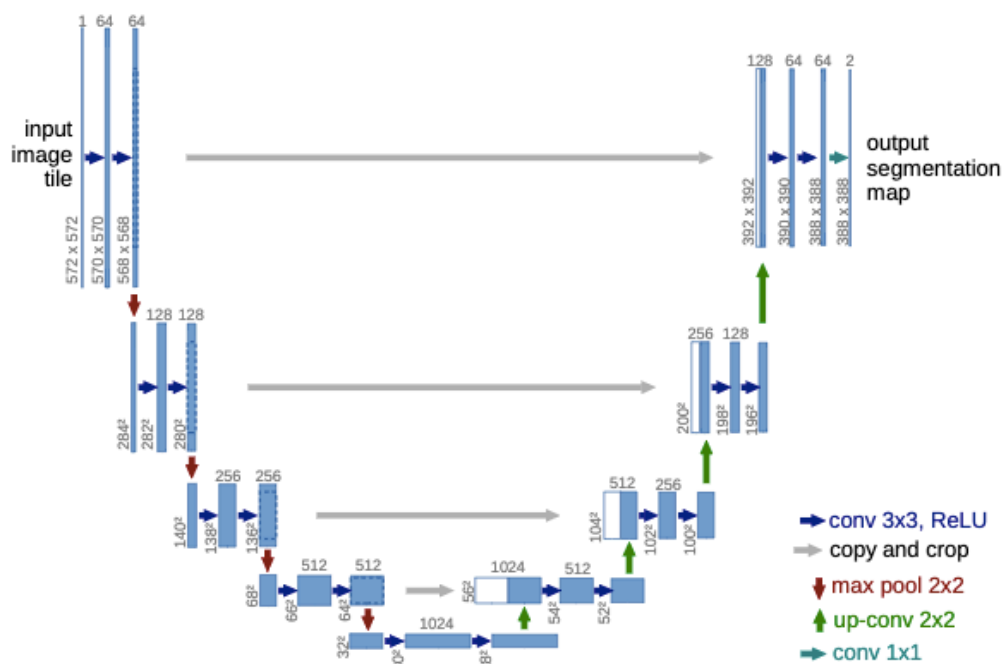 1 64 64
128 64 64 2
input
image
tile
output
segmentation
map
572 x 572
570 x 570
568 x 568
392 x 392
390 x 390
388 x 388
388 x 388
128 128
256 128
284²
282²
280²
200²
198²
196²
256 256
512 256
140²
138²
136²
104²
102²
100²
512 512
1024 512
68²
66²
64²
56²
54²
52²
1024
32²
0²
8²
conv 3x3, ReLU
copy and crop
max pool 2x2
up-conv 2x2
conv 1x1